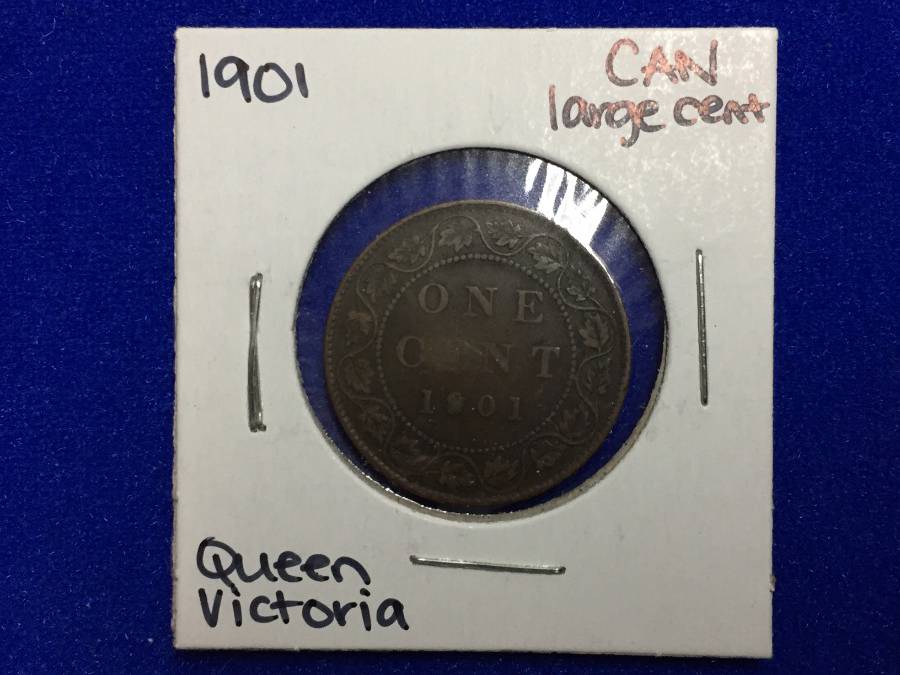 1901
CAN
large cent
ONE
CENT
1901
Queen
Victoria